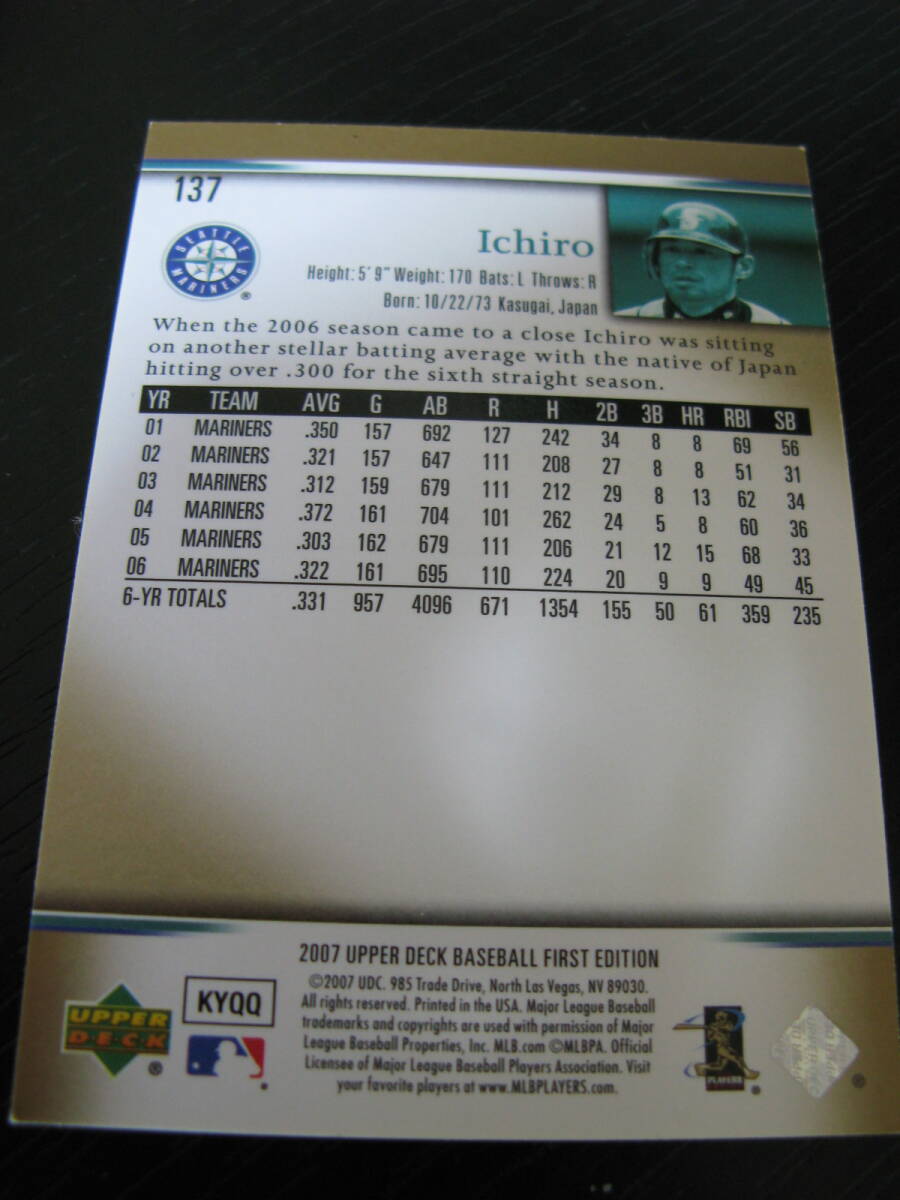 137
SEATTLE
MARINERS
®
Ichiro
Height: 5' 9" Weight: 170 Bats: L Throws: R
Born: 10/22/73 Kasugai, Japan
When the 2006 season came to a close Ichiro was sitting
on another stellar batting average with the native of Japan
hitting over .300 for the sixth straight season.
YR TEAM AVG G AB R H 2B 3B HR RBI SB
01 MARINERS .350 157 692 127 242 34 8 8 69 56
02 MARINERS .321 157 647 111 208 27 8 8 51 31
03 MARINERS .312 159 679 111 212 29 8 13 62 34
04 MARINERS .372 161 704 101 262 24 5 8 60 36
05 MARINERS .303 162 679 111 206 21 12 15 68 33
06 MARINERS .322 161 695 110 224 20 9 9 49 45
6-YR TOTALS .331 957 4096 671 1354 155 50 61 359 235
2007 UPPER DECK BASEBALL FIRST EDITION
©2007 UDC. 985 Trade Drive, North Las Vegas, NV 89030.
All rights reserved. Printed in the USA. Major League Baseball
trademarks and copyrights are used with permission of Major
League Baseball Properties, Inc. MLB.com ©MLBPA. Official
Licensee of Major League Baseball Players Association. Visit
your favorite players at www.MLBPLAYERS.com.
UPPER
DECK
®
KYQQ
PLAYERS
®